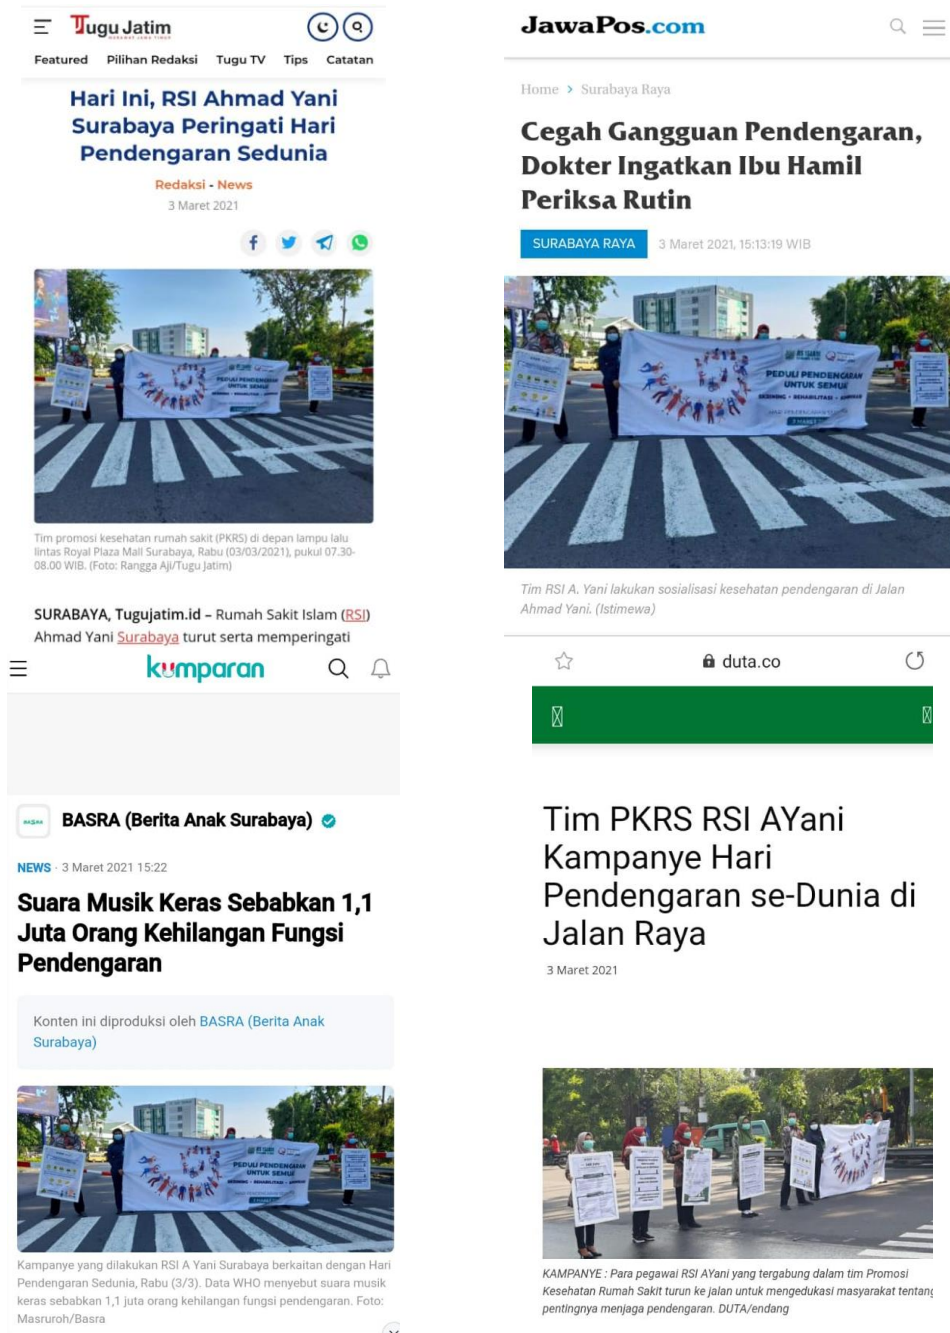 Tugu Jatim
Featured Pilihan Redaksi Tugu TV Tips Catatan
Hari Ini, RSI Ahmad Yani
Surabaya Peringati Hari
Pendengaran Sedunia
Redaksi - News
3 Maret 2021
PEDULI PENDENGARAN
UNTUK SEMUA
Tim promosi kesehatan rumah sakit (PKRS) di depan lampu lalu
lintas Royal Plaza Mall Surabaya, Rabu (03/03/2021), pukul 07.30-
08.00 WIB. (Foto: Rangga Aji/Tugu Jatim)
SURABAYA, Tugujatim.id – Rumah Sakit Islam (RSI)
Ahmad Yani Surabaya turut serta memperingati
JawaPos.com
Home > Surabaya Raya
Cegah Gangguan Pendengaran,
Dokter Ingatkan Ibu Hamil
Periksa Rutin
SURABAYA RAYA 3 Maret 2021, 15:13:19 WIB
PEDULI PENDENGARAN
UNTUK SEMUA
Tim RSI A. Yani lakukan sosialisasi kesehatan pendengaran di Jalan
Ahmad Yani. (Istimewa)
kumparan
BASRA (Berita Anak Surabaya)
NEWS · 3 Maret 2021 15:22
Suara Musik Keras Sebabkan 1,1
Juta Orang Kehilangan Fungsi
Pendengaran
Konten ini diproduksi oleh BASRA (Berita Anak
Surabaya)
PEDULI PENDENGARAN
UNTUK SEMUA
Kampanye yang dilakukan RSI A Yani Surabaya berkaitan dengan Hari
Pendengaran Sedunia, Rabu (3/3). Data WHO menyebut suara musik
keras sebabkan 1,1 juta orang kehilangan fungsi pendengaran. Foto:
Masruroh/Basra
duta.co
Tim PKRS RSI AYani
Kampanye Hari
Pendengaran se-Dunia di
Jalan Raya
3 Maret 2021
KAMPANYE : Para pegawai RSI AYani yang tergabung dalam tim Promosi
Kesehatan Rumah Sakit turun ke jalan untuk mengedukasi masyarakat tentang
pentingnya menjaga pendengaran. DUTA/endang